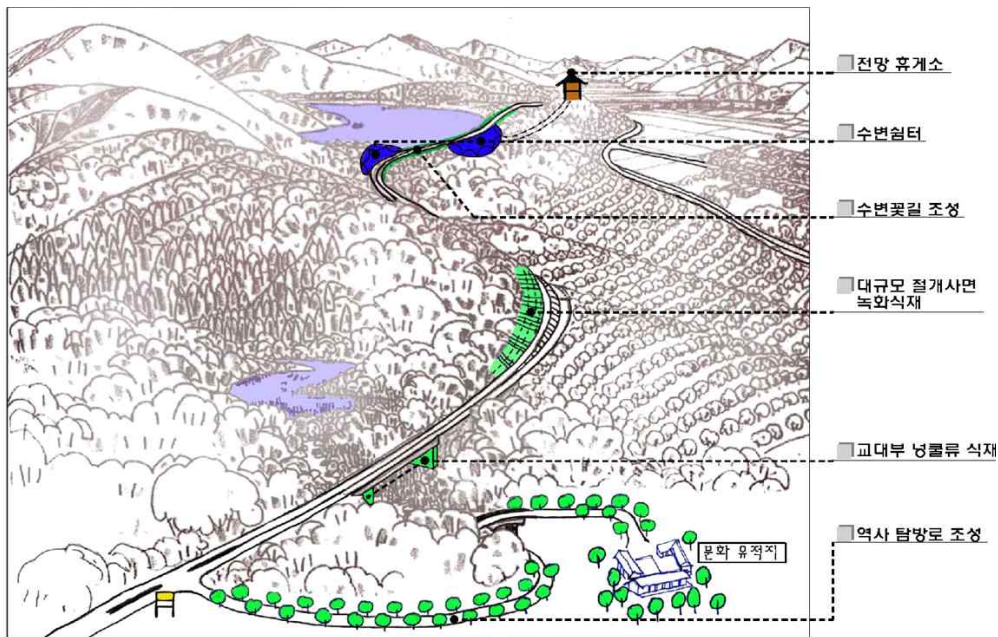 전망 휴게소
수변쉼터
수변꽃길 조성
대규모 절개사면
녹화식재
교대부 넝쿨류 식재
역사 탐방로 조성
문화 유적지